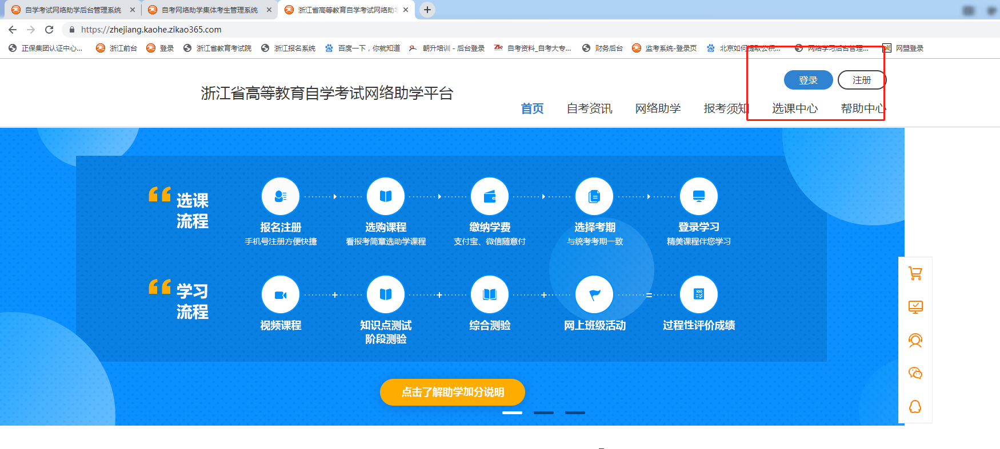 自学考试网络助学后台管理系统
自考网络助学集体考生管理系统
浙江省高等教育自学考试网络助学
https://zhejiang.kaohe.zikao365.com
正保集团认证中心... 浙江前台 登录 浙江省教育考试院 浙江报名系统 百度一下，你就知道 朝升培训 - 后台登录 自考资料_自考大专... 财务后台 监考系统-登录页 北京如何提取公积... 网络学习后台管理... 网盟登录
登录 注册
浙江省高等教育自学考试网络助学平台
首页 自考资讯 网络助学 报考须知 选课中心 帮助中心
选课
流程
报名注册 选购课程 缴纳学费 选择考期 登录学习
手机号注册方便快捷 看报考简章选助学课程 支付宝、微信随意付 与统考考期一致 精美课程伴您学习
学习
流程
100
视频课程 知识点测试 综合测验 网上班级活动 过程性评价成绩
阶段测验
点击了解助学加分说明